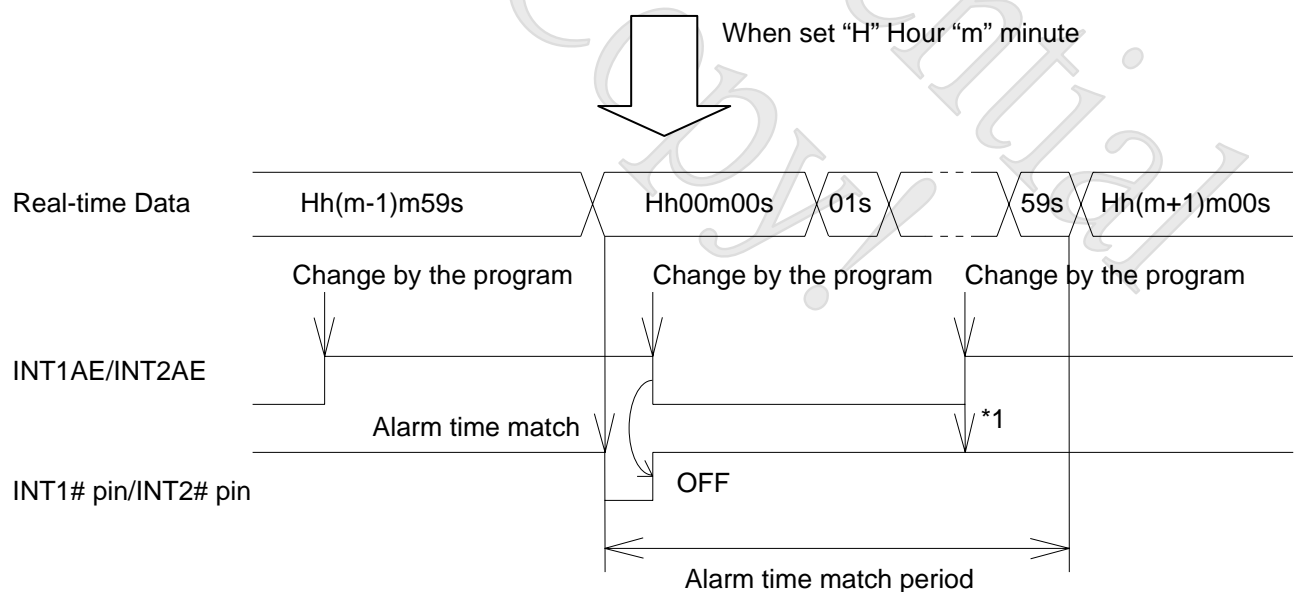 When set “H” Hour “m” minute
Real-time Data
Hh(m-1)m59s
Hh00m00s
01s
59s
Hh(m+1)m00s
Change by the program
Change by the program
Change by the program
INT1AE/INT2AE
Alarm time match
*1
INT1# pin/INT2# pin
OFF
Alarm time match period
ential
Copy!